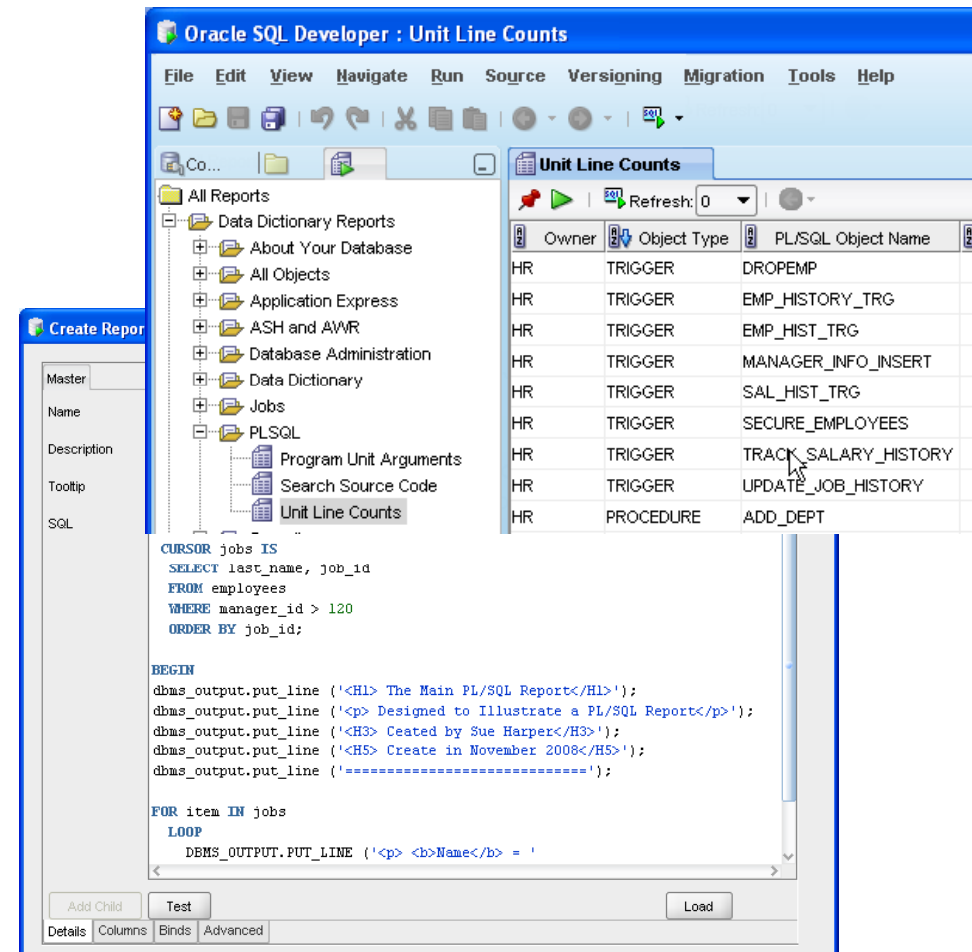 Oracle SQL Developer : Unit Line Counts
File Edit View Navigate Run Source Versioning Migration Tools Help
Co...
Unit Line Counts
All Reports
Data Dictionary Reports
About Your Database
All Objects
Application Express
ASH and AWR
Database Administration
Data Dictionary
Jobs
PLSQL
Program Unit Arguments
Search Source Code
Unit Line Counts
Refresh: 0
Owner Object Type PL/SQL Object Name
HR TRIGGER DROPEMP
HR TRIGGER EMP_HISTORY_TRG
HR TRIGGER EMP_HIST_TRG
HR TRIGGER MANAGER_INFO_INSERT
HR TRIGGER SAL_HIST_TRG
HR TRIGGER SECURE_EMPLOYEES
HR TRIGGER TRACK_SALARY_HISTORY
HR TRIGGER UPDATE_JOB_HISTORY
HR PROCEDURE ADD_DEPT
Create Repor
Master
Name
Description
Tooltip
SQL
CURSOR jobs IS
SELECT last_name, job_id
FROM employees
WHERE manager_id > 120
ORDER BY job_id;
BEGIN
dbms_output.put_line ('<H1> The Main PL/SQL Report</H1>');
dbms_output.put_line ('<p> Designed to Illustrate a PL/SQL Report</p>');
dbms_output.put_line ('<H3> Ceated by Sue Harper</H3>');
dbms_output.put_line ('<H5> Create in November 2008</H5>');
dbms_output.put_line ('=============================');
FOR item IN jobs
LOOP
DBMS_OUTPUT.PUT_LINE ('<p> <b>Name</b> = '
Add Child Test Load
Details Columns Binds Advanced